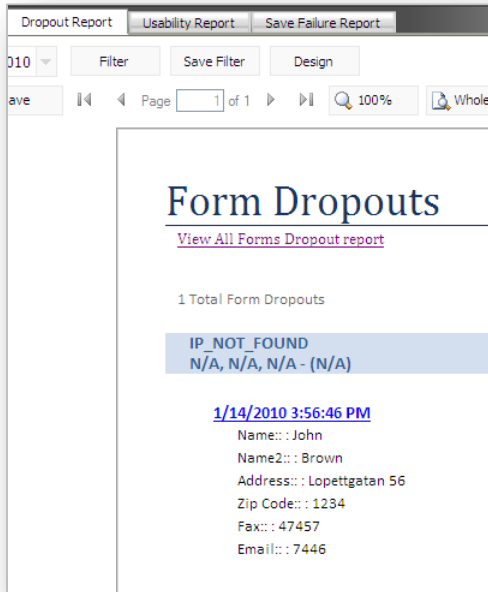 Dropout Report Usability Report Save Failure Report
010 Filter Save Filter Design
ave Page 1 of 1 100% Whole
Form Dropouts
View All Forms Dropout report
1 Total Form Dropouts
IP_NOT_FOUND
N/A, N/A, N/A - (N/A)
1/14/2010 3:56:46 PM
Name:: : John
Name2:: : Brown
Address:: : Lopettgatan 56
Zip Code:: : 1234
Fax:: : 47457
Email:: : 7446